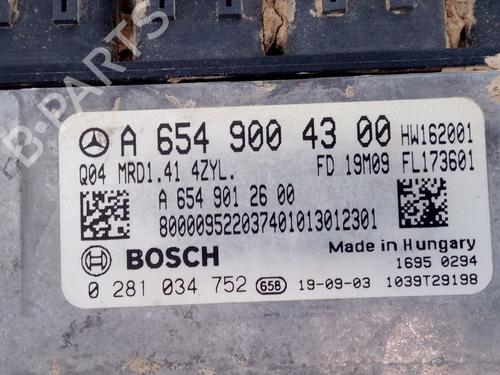 A 654 900 43 00 HW162001
Q04 MRD1.41 4ZYL. FD 19M09 FL173601
A 654 901 26 00
800009522037401013012301
BOSCH Made in Hungary
1695 0294
0 281 034 752 65B 19-09-03 1039T29198
B-PARTS